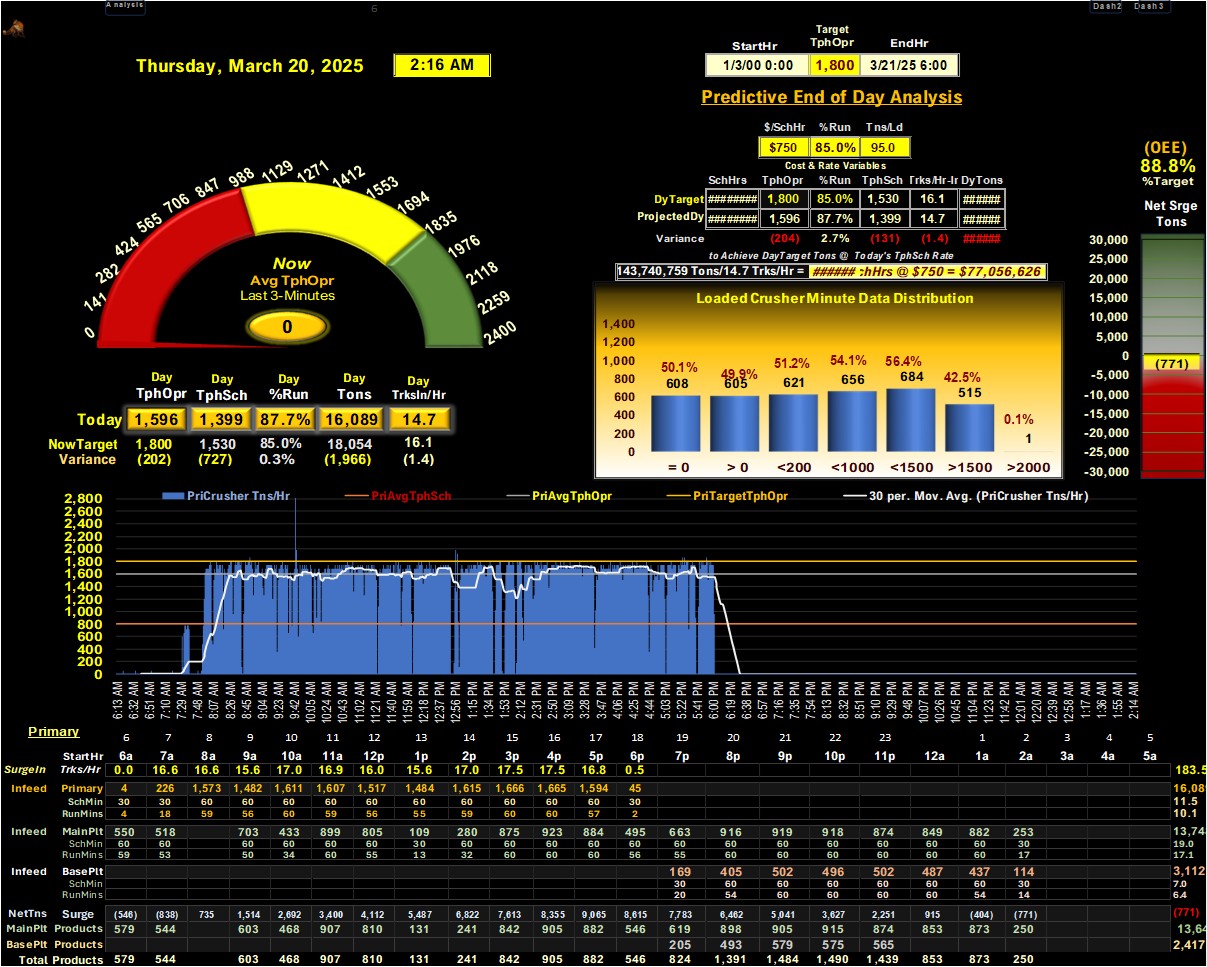 Analysis 6 Dash2 Dash3
Thursday, March 20, 2025 2:16 AM
StartHr Target TphOpr EndHr
1/3/00 0:00 1,800 3/21/25 6:00
Predictive End of Day Analysis
$/SchHr %Run Tns/Ld
$750 85.0% 95.0
Cost & Rate Variables
SchHrs TphOpr %Run TphSch Trks/Hr-Ir DyTons
DyTarget ######## 1,800 85.0% 1,530 16.1 ######
ProjectedDy ######## 1,596 87.7% 1,399 14.7 ######
Variance (204) 2.7% (131) (1.4) ######
to Achieve DayTarget Tons @ Today's TphSch Rate
143,740,759 Tons/14.7 Trks/Hr = ###### :hHrs @ $750 = $77,056,626
(OEE)
88.8%
%Target
Net Srge
Tons
30,000
25,000
20,000
15,000
10,000
5,000
0
(771)
-5,000
-10,000
-15,000
-20,000
-25,000
-30,000
0 141 282 424 565 706 847 988 1129 1271 1412 1553 1694 1835 1976 2118 2259 2400
Now
Avg TphOpr
Last 3-Minutes
0
Loaded Crusher Minute Data Distribution
1,400
1,200
1,000
800
600
400
200
0
50.1% 49.9% 51.2% 54.1% 56.4% 42.5% 0.1%
608 605 621 656 684 515 1
= 0 > 0 <200 <1000 <1500 >1500 >2000
Day Day Day Day Day
TphOpr TphSch %Run Tons TrksIn/Hr
Today 1,596 1,399 87.7% 16,089 14.7
NowTarget 1,800 1,530 85.0% 18,054 16.1
Variance (202) (727) 0.3% (1,966) (1.4)
PriCrusher Tns/Hr PriAvgTphSch PriAvgTphOpr PriTargetTphOpr 30 per. Mov. Avg. (PriCrusher Tns/Hr)
2,800
2,600
2,400
2,200
2,000
1,800
1,600
1,400
1,200
1,000
800
600
400
200
0
6:13 AM 6:32 AM 6:51 AM 7:10 AM 7:29 AM 7:48 AM 8:07 AM 8:26 AM 8:45 AM 9:04 AM 9:23 AM 9:42 AM 10:05 AM 10:24 AM 10:43 AM 11:02 AM 11:21 AM 11:40 AM 11:59 AM 12:18 PM 12:37 PM 12:56 PM 1:15 PM 1:34 PM 1:53 PM 2:12 PM 2:31 PM 2:50 PM 3:09 PM 3:28 PM 3:47 PM 4:06 PM 4:25 PM 4:44 PM 5:03 PM 5:22 PM 5:41 PM 6:00 PM 6:19 PM 6:38 PM 6:57 PM 7:16 PM 7:35 PM 7:54 PM 8:13 PM 8:32 PM 8:51 PM 9:10 PM 9:29 PM 9:48 PM 10:07 PM 10:26 PM 10:45 PM 11:04 PM 11:23 PM 11:42 PM 12:01 AM 12:20 AM 12:39 AM 12:58 AM 1:17 AM 1:36 AM 1:55 AM 2:14 AM
Primary 6 7 8 9 10 11 12 13 14 15 16 17 18 19 20 21 22 23 1 2 3 4 5
StartHr 6a 7a 8a 9a 10a 11a 12p 1p 2p 3p 4p 5p 6p 7p 8p 9p 10p 11p 12a 1a 2a 3a 4a 5a
SurgeIn Trks/Hr 0.0 16.6 16.6 15.6 17.0 16.9 16.0 15.6 17.0 17.5 17.5 16.8 0.5 183.5
Infeed Primary 4 226 1,573 1,482 1,611 1,607 1,517 1,484 1,615 1,666 1,665 1,594 45 16,08
SchMin 30 30 60 60 60 60 60 60 60 60 60 60 60 11.5
RunMins 4 18 59 56 60 59 56 55 59 60 60 57 2 10.1
Infeed MainPlt 550 518 703 433 899 805 109 280 875 923 884 495 663 916 919 918 874 849 882 253 13,74
SchMin 60 60 60 60 60 60 30 60 60 60 60 60 60 60 60 60 60 60 60 30 19.0
RunMins 59 53 50 34 60 55 13 32 60 60 60 56 55 60 60 60 60 60 60 17 17.1
Infeed BasePlt 169 405 502 496 502 487 437 114 3,112
SchMin 30 60 60 60 60 60 60 30 7.0
RunMins 20 54 60 60 60 60 54 14 6.4
NetTns Surge (546) (838) 735 1,514 2,692 3,400 4,112 5,487 6,822 7,613 8,355 9,065 8,615 7,783 6,462 5,041 3,627 2,251 915 (404) (771) (771)
MainPlt Products 579 544 603 468 907 810 131 241 842 905 882 546 619 898 905 915 874 853 873 250 13,64
BasePlt Products 205 493 579 575 565 2,417
Total Products 579 544 603 468 907 810 131 241 842 905 882 546 824 1,391 1,484 1,490 1,439 853 873 250